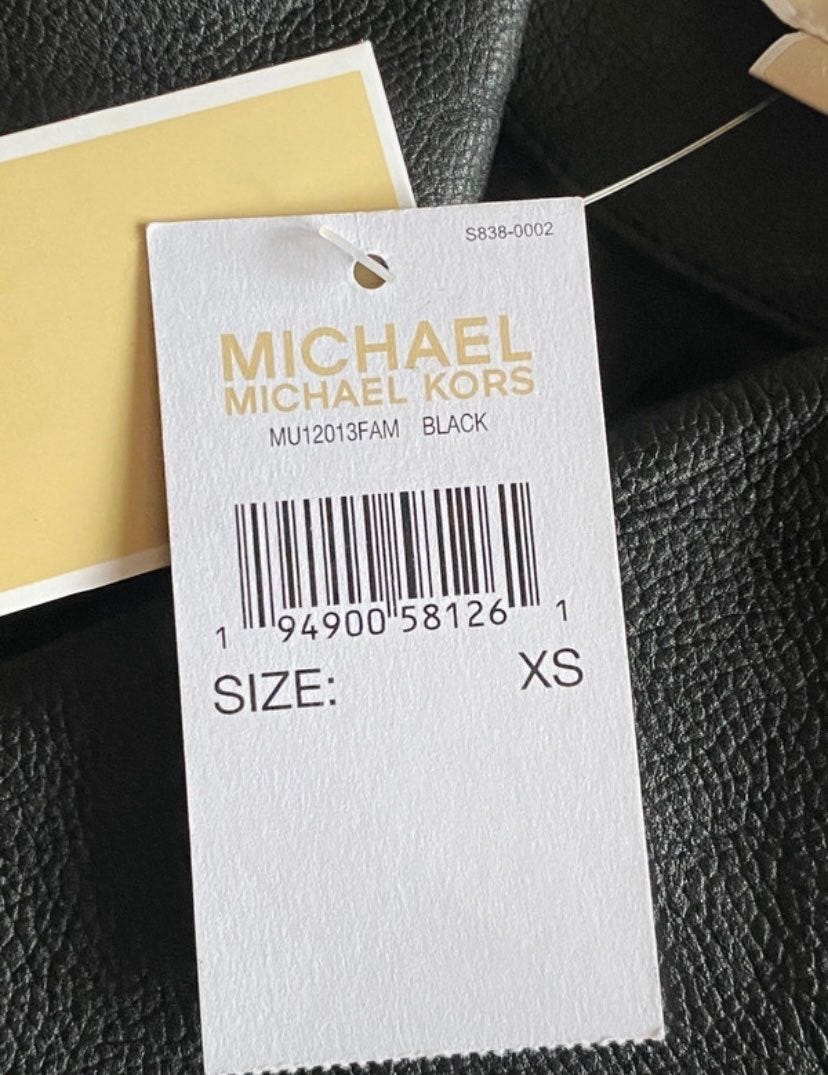 S838-0002
MICHAEL
MICHAEL KORS
MU12013FAM BLACK
1 94900 58126 1
SIZE: XS